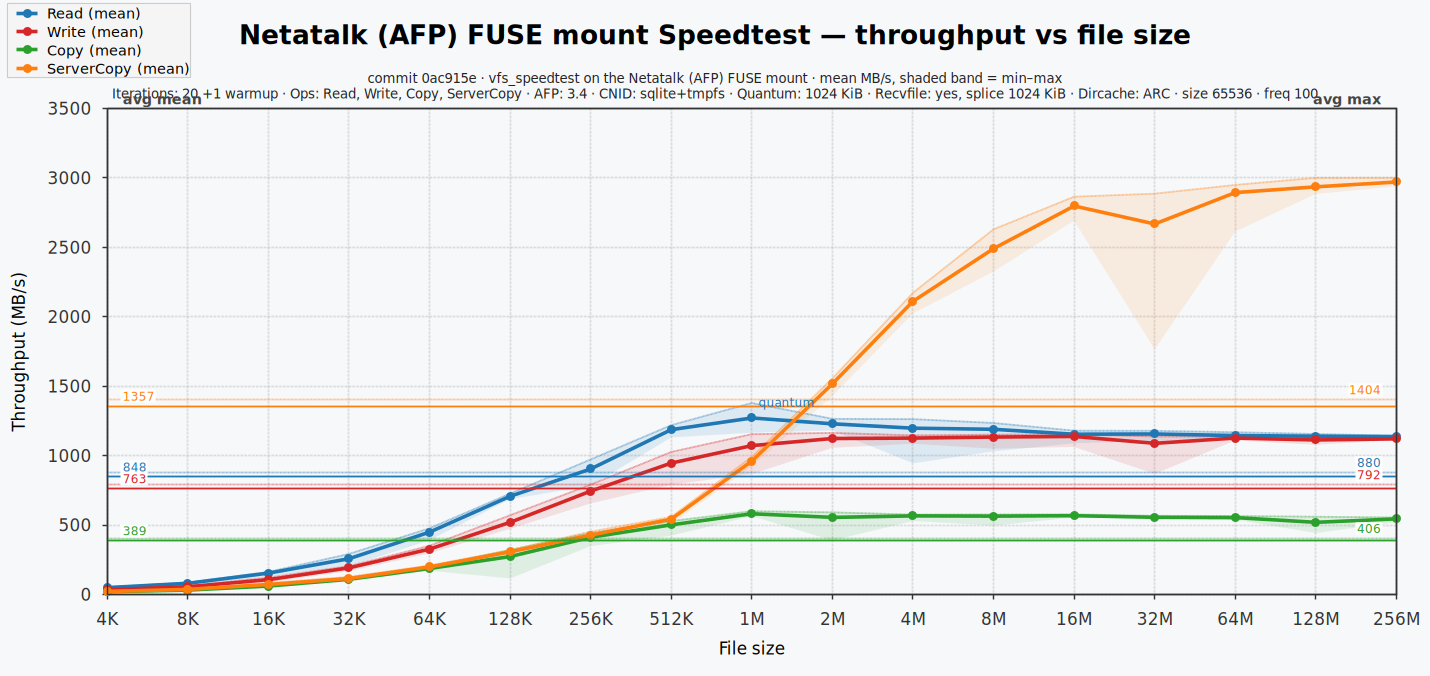 Read (mean)
Write (mean)
Copy (mean)
ServerCopy (mean)
Netatalk (AFP) FUSE mount Speedtest — throughput vs file size
commit 0ac915e · vfs_speedtest on the Netatalk (AFP) FUSE mount · mean MB/s, shaded band = min–max
Iterations: 20 +1 warmup · Ops: Read, Write, Copy, ServerCopy · AFP: 3.4 · CNID: sqlite+tmpfs · Quantum: 1024 KiB · Recvfile: yes, splice 1024 KiB · Dircache: ARC · size 65536 · freq 100
avg mean
avg max
3500
3000
2500
2000
1500
1000
500
0
Throughput (MB/s)
1357
1404
quantum
848
880
763
792
389
406
4K 8K 16K 32K 64K 128K 256K 512K 1M 2M 4M 8M 16M 32M 64M 128M 256M
File size